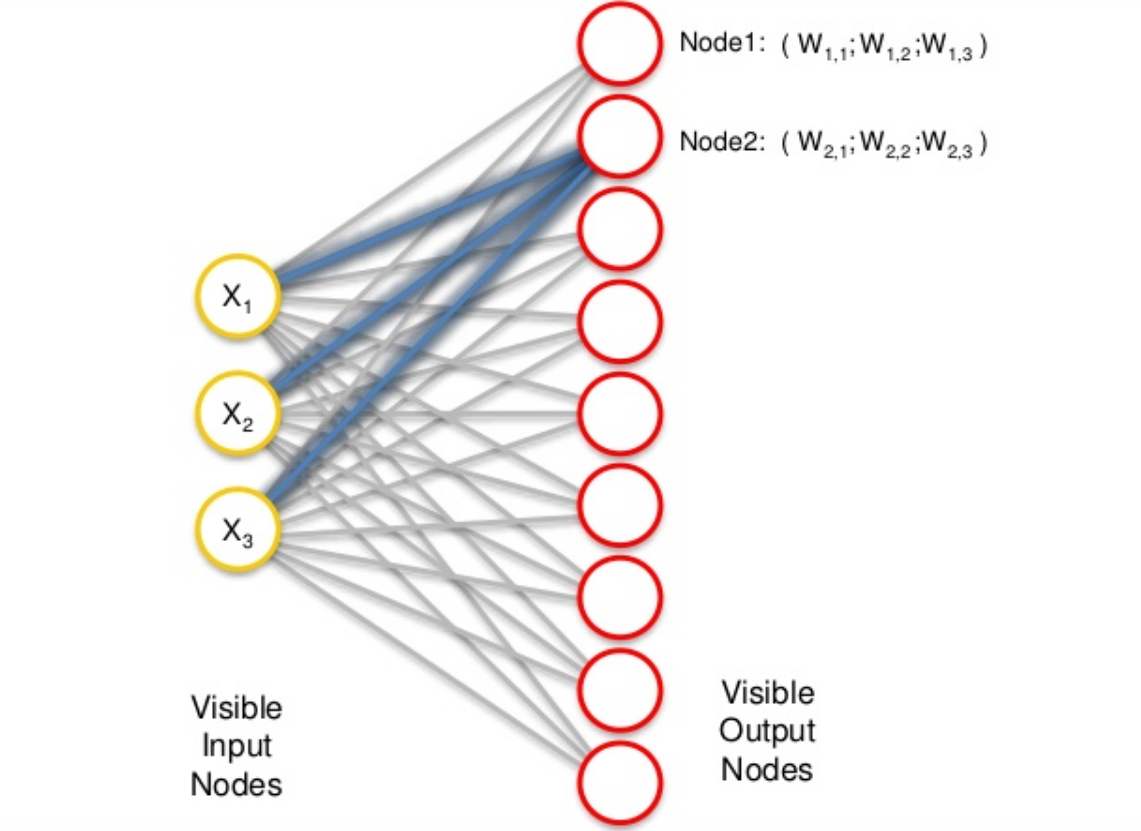 Node1: ( W1,1; W1,2 ; W1,3 )
Node2: ( W2,1; W2,2 ; W2,3 )
X1
X2
X3
Visible
Input
Nodes
Visible
Output
Nodes